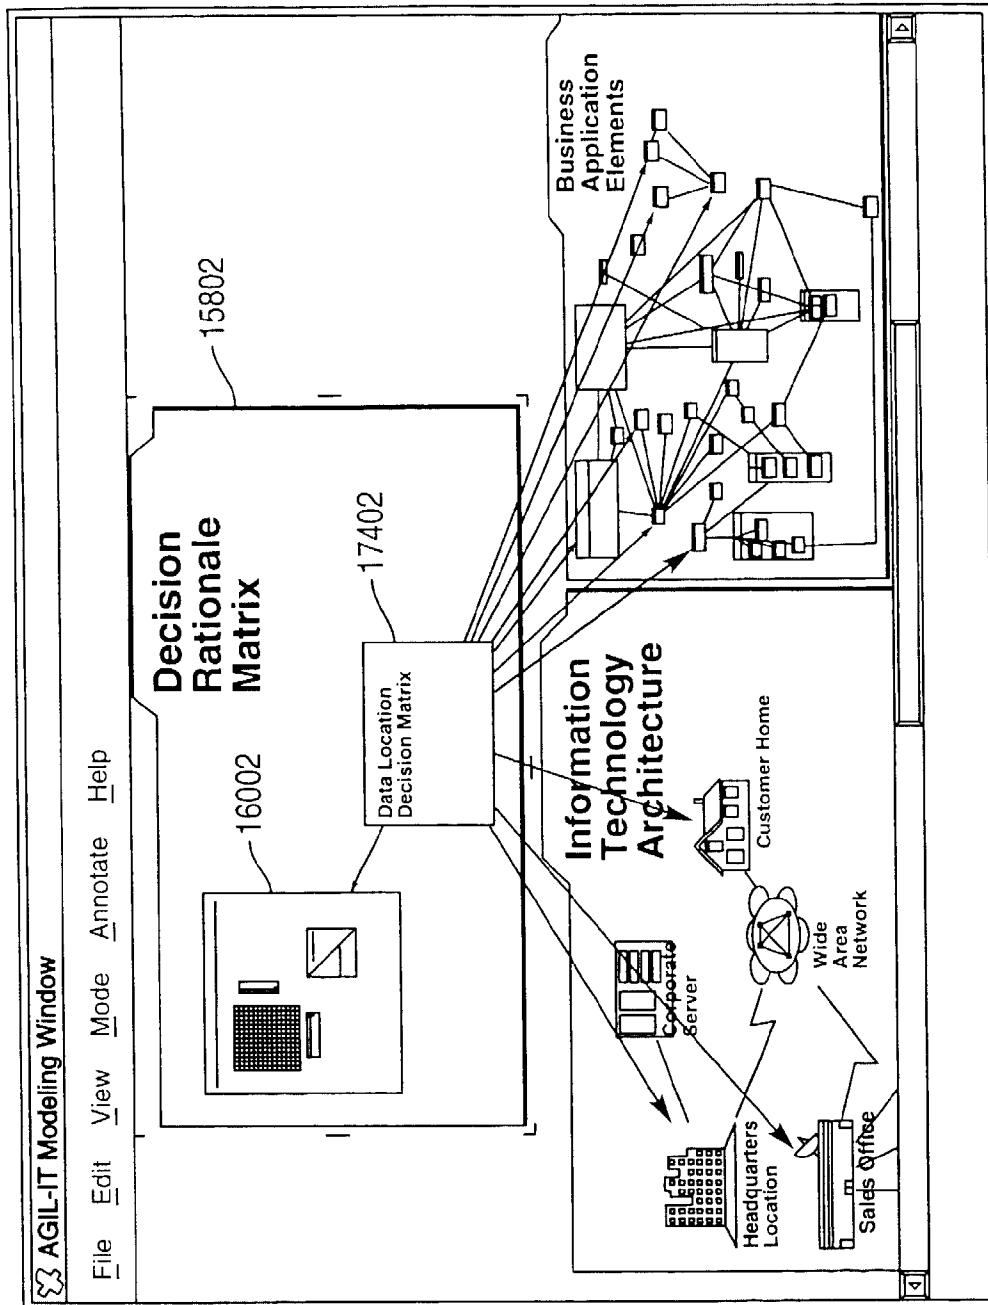 AGIL-IT Modeling Window
File Edit View Mode Annotate Help
15802
Decision
Rationale
Matrix
16002
17402
Data Location
Decision Matrix
Information
Technology
Architecture
Corporate
Server
Customer Home
Wide
Area
Network
Headquarters
Location
Sales Office
Business
Application
Elements